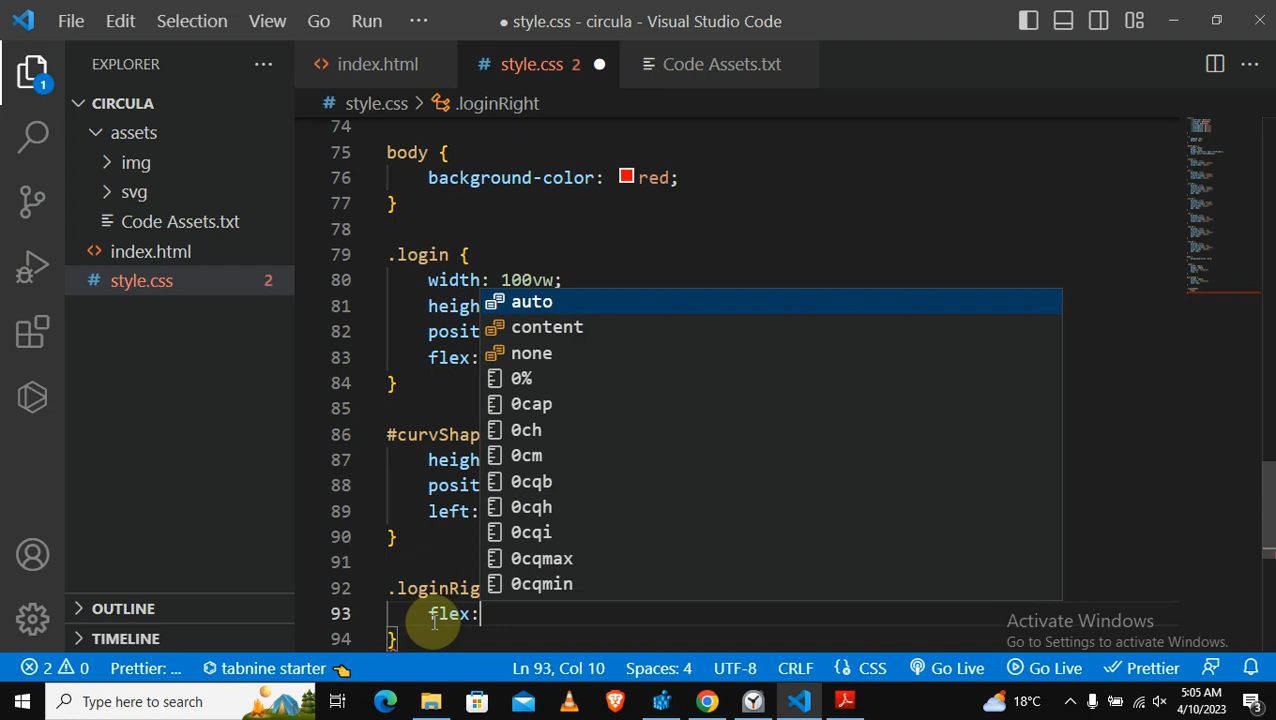 File Edit Selection View Go Run ··· ● style.css - circula - Visual Studio Code
EXPLORER ··· <> index.html # style.css 2 ● Code Assets.txt ···
1
CIRCULA # style.css > .loginRight
assets
img
svg
Code Assets.txt
<> index.html
# style.css 2
OUTLINE
TIMELINE
74
75 body {
76 background-color: red;
77 }
78
79 .login {
80 width: 100vw;
81 heigh
82 posit
83 flex:
84 }
85
86 #curvShap
87 heigh
88 posit
89 left:
90 }
91
92 .loginRig
93 flex:
94 }
auto
content
none
0%
0cap
0ch
0cm
0cqb
0cqh
0cqi
0cqmax
0cqmin
Activate Windows
Go to Settings to activate Windows.
2 0 Prettier: ... tabnine starter Ln 93, Col 10 Spaces: 4 UTF-8 CRLF CSS Go Live Go Live Prettier
Type here to search 18°C 5:05 AM
4/10/2023 3